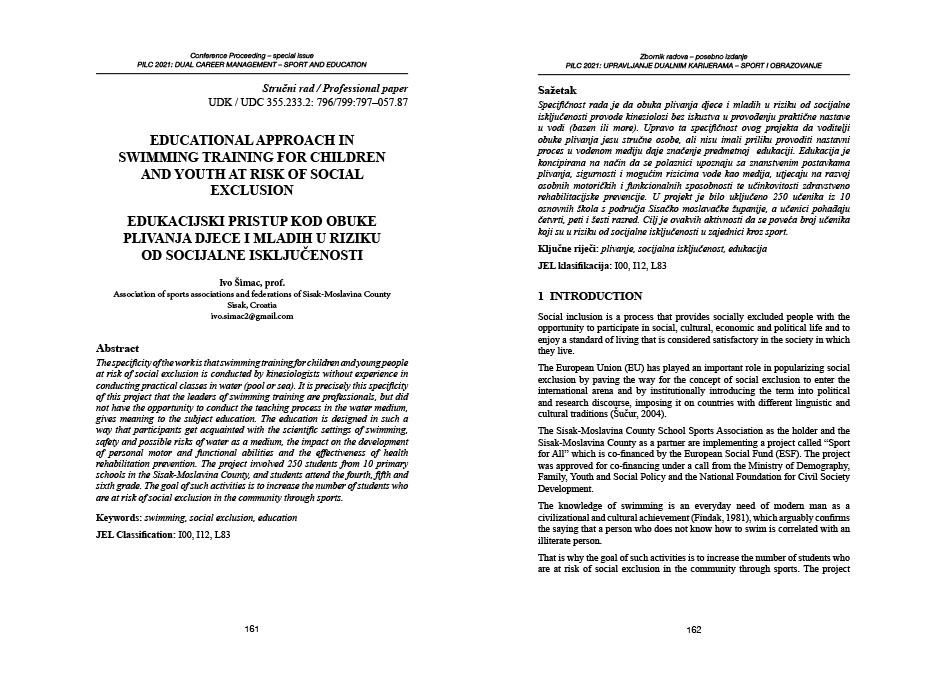 Conference Proceeding – special issue
PILC 2021: DUAL CAREER MANAGEMENT – SPORT AND EDUCATION
Stručni rad / Professional paper
UDK / UDC 355.233.2: 796/799:797–057.87
EDUCATIONAL APPROACH IN
SWIMMING TRAINING FOR CHILDREN
AND YOUTH AT RISK OF SOCIAL
EXCLUSION
EDUKACIJSKI PRISTUP KOD OBUKE
PLIVANJA DJECE I MLADIH U RIZIKU
OD SOCIJALNE ISKLJUČENOSTI
Ivo Šimac, prof.
Association of sports associations and federations of Sisak-Moslavina County
Sisak, Croatia
ivo.simac2@gmail.com
Abstract
The specificity of the work is that swimming training for children and young people
at risk of social exclusion is conducted by kinesiologists without experience in
conducting practical classes in water (pool or sea). It is precisely this specificity
of this project that the leaders of swimming training are professionals, but did
not have the opportunity to conduct the teaching process in the water medium,
gives meaning to the subject education. The education is designed in such a
way that participants get acquainted with the scientific settings of swimming,
safety and possible risks of water as a medium, the impact on the development
of personal motor and functional abilities and the effectiveness of health
rehabilitation prevention. The project involved 250 students from 10 primary
schools in the Sisak-Moslavina County, and students attend the fourth, fifth and
sixth grade. The goal of such activities is to increase the number of students who
are at risk of social exclusion in the community through sports.
Keywords: swimming, social exclusion, education
JEL Classification: I00, I12, L83
161
Zbornik radova – posebno izdanje
PILC 2021: UPRAVLJANJE DUALNIM KARIJERAMA – SPORT I OBRAZOVANJE
Sažetak
Specifičnost rada je da obuka plivanja djece i mladih u riziku od socijalne
isključenosti provode kineziolozi bez iskustva u provođenju praktične nastave
u vodi (bazen ili more). Upravo ta specifičnost ovog projekta da voditelji
obuke plivanja jesu stručne osobe, ali nisu imali priliku provoditi nastavni
proces u vodenom mediju daje značenje predmetnoj edukaciji. Edukacija je
koncipirana na način da se polaznici upoznaju sa znanstvenim postavkama
plivanja, sigurnosti i mogućim rizicima vode kao medija, utjecaju na razvoj
osobnih motoričkih i funkcionalnih sposobnosti te učinkovitosti zdravstveno
rehabilitacijske prevencije. U projekt je bilo uključeno 250 učenika iz 10
osnovnih škola s područja Sisačko moslavačke županije, a učenici pohađaju
četvrti, peti i šesti razred. Cilj je ovakvih aktivnosti da se poveća broj učenika
koji su u riziku od socijalne isključenosti u zajednici kroz sport.
Ključne riječi: plivanje, socijalna isključenost, edukacija
JEL klasifikacija: I00, I12, L83
1 INTRODUCTION
Social inclusion is a process that provides socially excluded people with the
opportunity to participate in social, cultural, economic and political life and to
enjoy a standard of living that is considered satisfactory in the society in which
they live.
The European Union (EU) has played an important role in popularizing social
exclusion by paving the way for the concept of social exclusion to enter the
international arena and by institutionally introducing the term into political
and research discourse, imposing it on countries with different linguistic and
cultural traditions (Šućur, 2004).
The Sisak-Moslavina County School Sports Association as the holder and the
Sisak-Moslavina County as a partner are implementing a project called “Sport
for All” which is co-financed by the European Social Fund (ESF). The project
was approved for co-financing under a call from the Ministry of Demography,
Family, Youth and Social Policy and the National Foundation for Civil Society
Development.
The knowledge of swimming is an everyday need of modern man as a
civilizational and cultural achievement (Findak, 1981), which arguably confirms
the saying that a person who does not know how to swim is correlated with an
illiterate person.
That is why the goal of such activities is to increase the number of students who
are at risk of social exclusion in the community through sports. The project
162